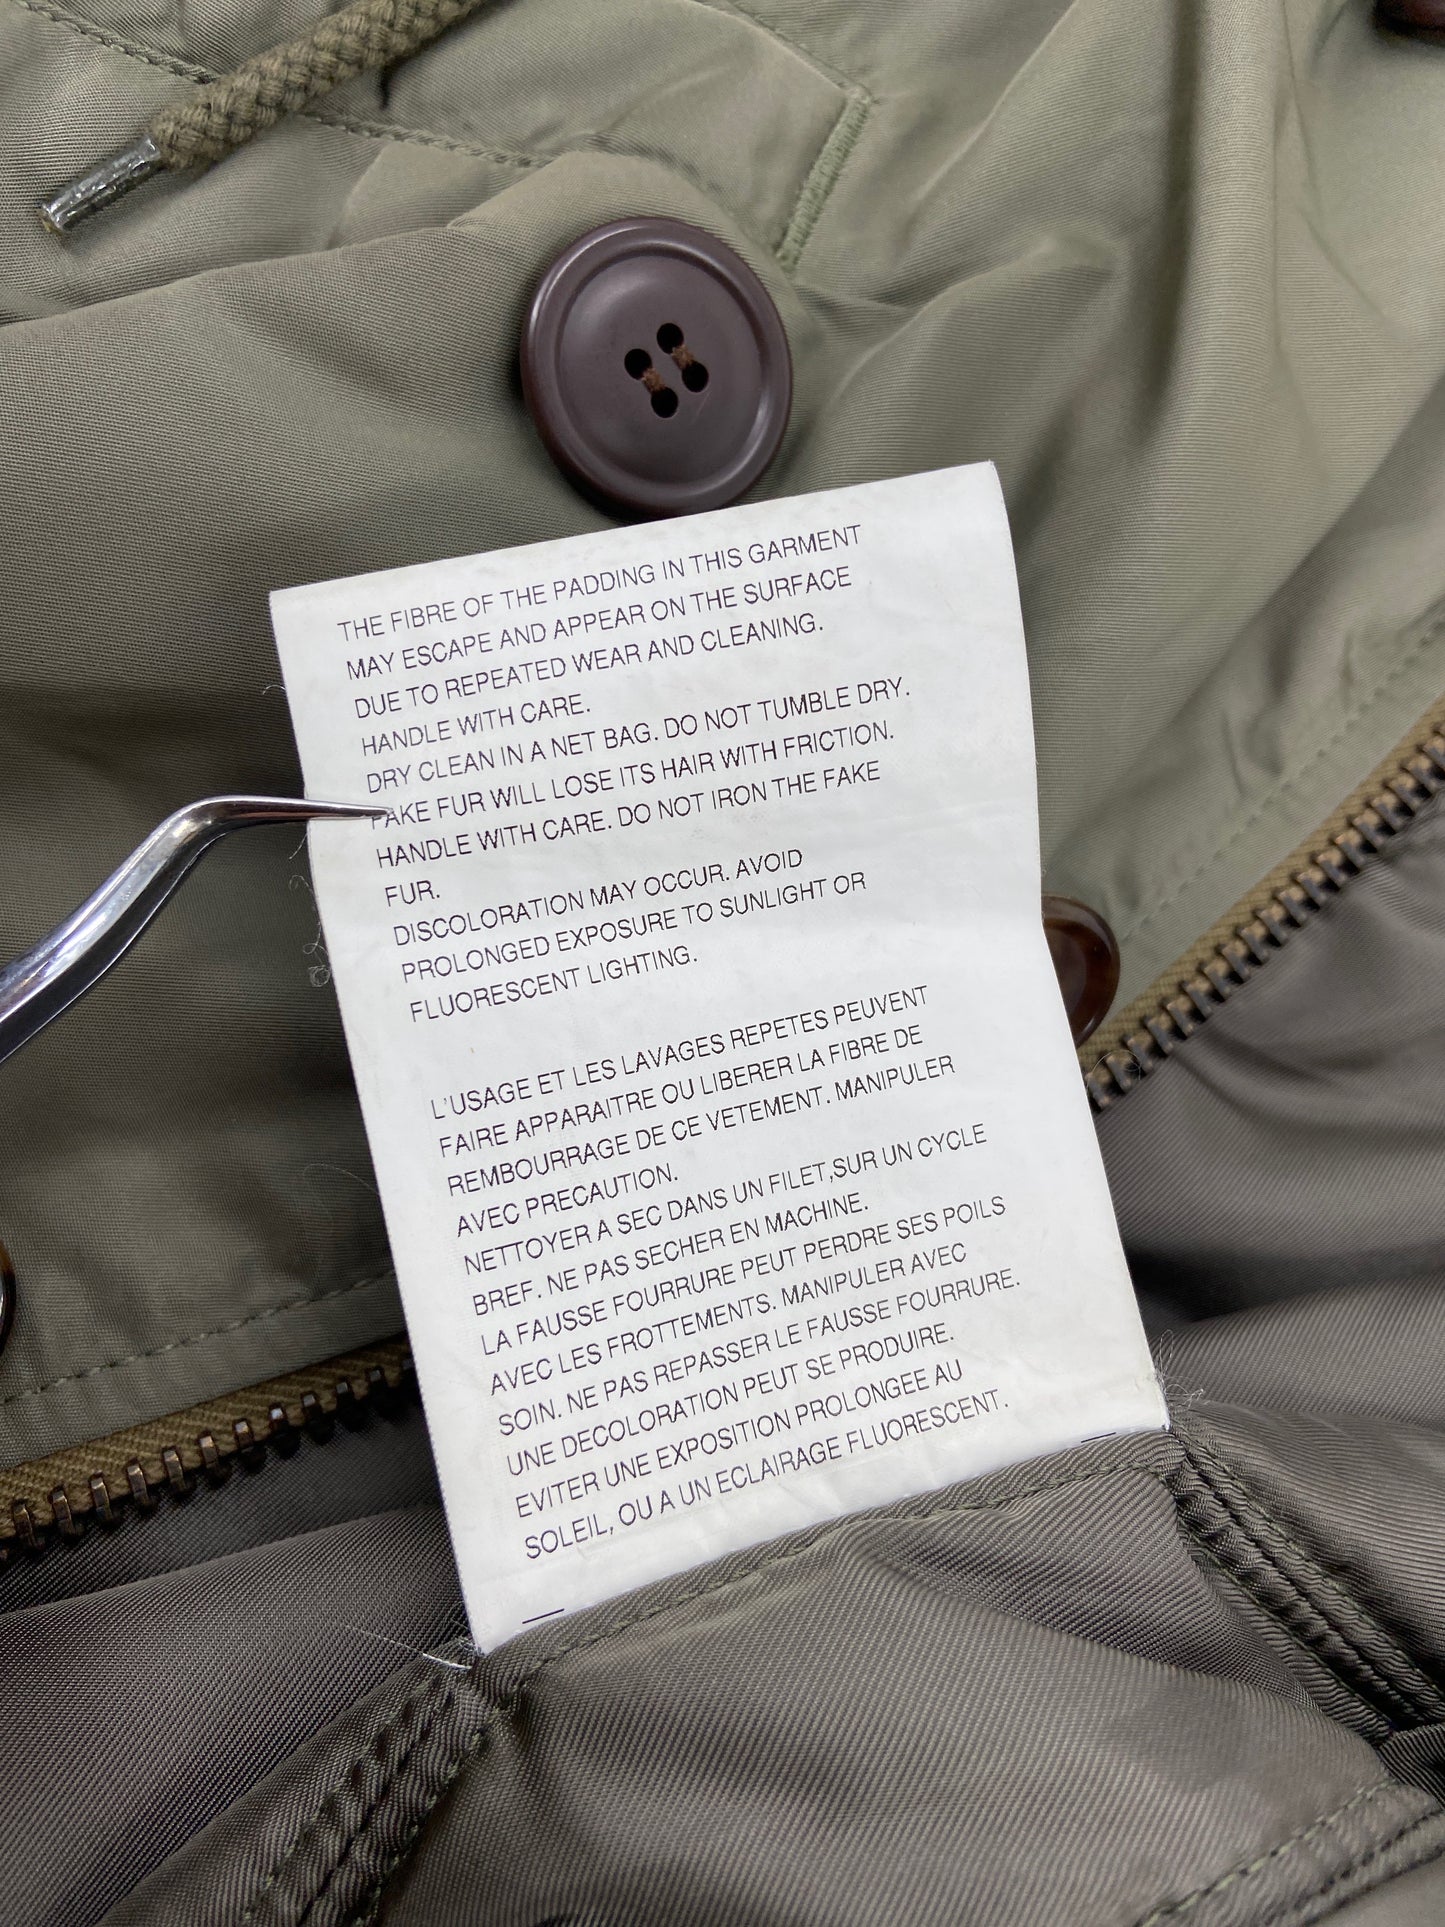 THE FIBRE OF THE PADDING IN THIS GARMENT
MAY ESCAPE AND APPEAR ON THE SURFACE
DUE TO REPEATED WEAR AND CLEANING.
HANDLE WITH CARE.
DRY CLEAN IN A NET BAG. DO NOT TUMBLE DRY.
FAKE FUR WILL LOSE ITS HAIR WITH FRICTION.
HANDLE WITH CARE. DO NOT IRON THE FAKE
FUR.
DISCOLORATION MAY OCCUR. AVOID
PROLONGED EXPOSURE TO SUNLIGHT OR
FLUORESCENT LIGHTING.
L'USAGE ET LES LAVAGES REPETES PEUVENT
FAIRE APPARAITRE OU LIBERER LA FIBRE DE
REMBOURRAGE DE CE VETEMENT. MANIPULER
AVEC PRECAUTION.
NETTOYER A SEC DANS UN FILET,SUR UN CYCLE
BREF. NE PAS SECHER EN MACHINE.
LA FAUSSE FOURRURE PEUT PERDRE SES POILS
AVEC LES FROTTEMENTS. MANIPULER AVEC
SOIN. NE PAS REPASSER LE FAUSSE FOURRURE.
UNE DECOLORATION PEUT SE PRODUIRE.
EVITER UNE EXPOSITION PROLONGEE AU
SOLEIL, OU A UN ECLAIRAGE FLUORESCENT.